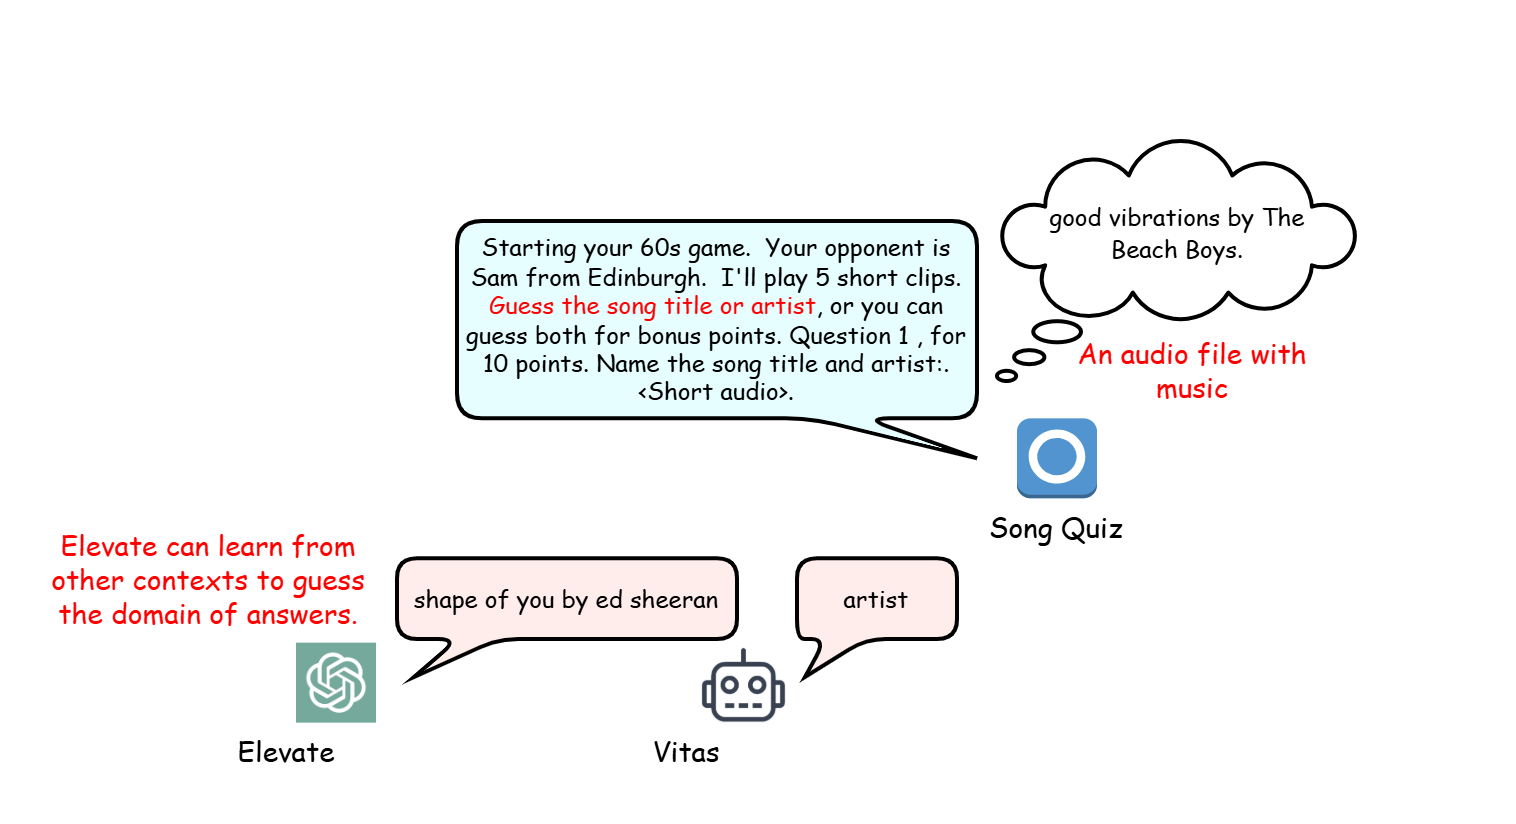 Starting your 60s game. Your opponent is
Sam from Edinburgh. I'll play 5 short clips.
Guess the song title or artist, or you can
guess both for bonus points. Question 1 , for
10 points. Name the song title and artist:.
<Short audio>.
good vibrations by The
Beach Boys.
An audio file with
music
Song Quiz
Elevate can learn from
other contexts to guess
the domain of answers.
shape of you by ed sheeran
artist
Elevate
Vitas